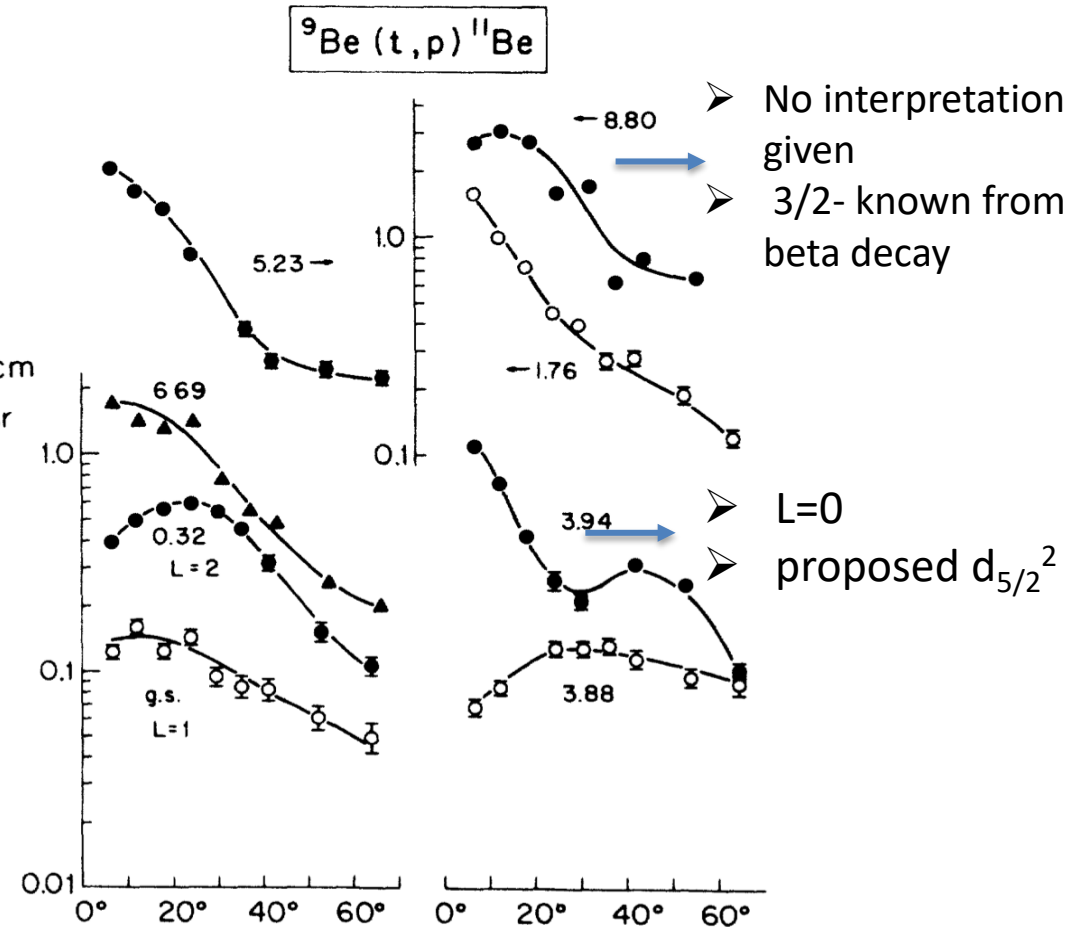 ⁹Be (t,p) ¹¹Be
5.23→
cm
r
6 69
1.0
0.32
L=2
0.1
g.s.
L=1
0.01
0° 20° 40° 60°
←8.80
1.0
←1.76
0.1
3.94
3.88
0° 20° 40° 60°
➢ No interpretation
given
➢ 3/2- known from
beta decay
➢ L=0
➢ proposed d₅/₂²